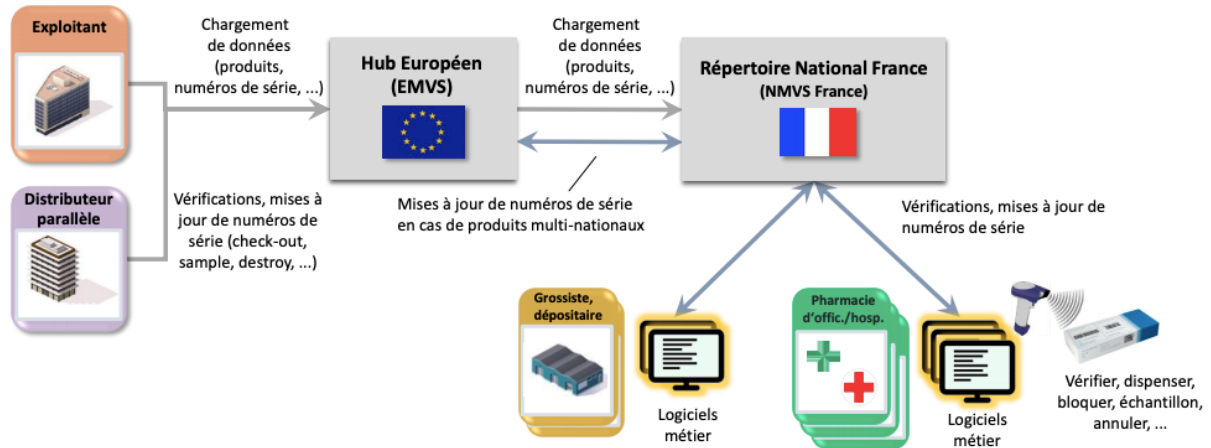 Exploitant
Chargement
de données
(produits,
numéros de série, ...)
Hub Européen
(EMVS)
Chargement
de données
(produits,
numéros de série, ...)
Répertoire National France
(NMVS France)
Distributeur
parallèle
Vérifications, mises à
jour de numéros de
série (check-out,
sample, destroy, ...)
Mises à jour de numéros de série
en cas de produits multi-nationaux
Vérifications, mises à jour de
numéros de série
Grossiste,
dépositaire
Logiciels
métier
Pharmacie
d'offic./hosp.
Logiciels
métier
Vérifier, dispenser,
bloquer, échantillon,
annuler, ...